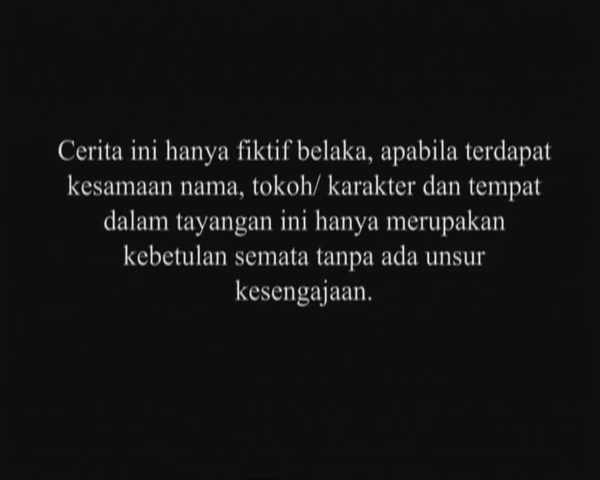 Cerita ini hanya fiktif belaka, apabila terdapat
kesamaan nama, tokoh/ karakter dan tempat
dalam tayangan ini hanya merupakan
kebetulan semata tanpa ada unsur
kesengajaan.